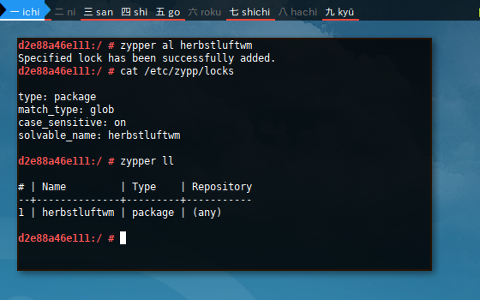 一 ichi 二 ni 三 san 四 shi 五 go 六 roku 七 shichi 八 hachi 九 kyū
d2e88a46e111:/ # zypper al herbstluftwm
Specified lock has been successfully added.
d2e88a46e111:/ # cat /etc/zypp/locks
type: package
match_type: glob
case_sensitive: on
solvable_name: herbstluftwm
d2e88a46e111:/ # zypper ll
# | Name         | Type    | Repository
--+--------------+---------+-----------
1 | herbstluftwm | package | (any)
d2e88a46e111:/ #